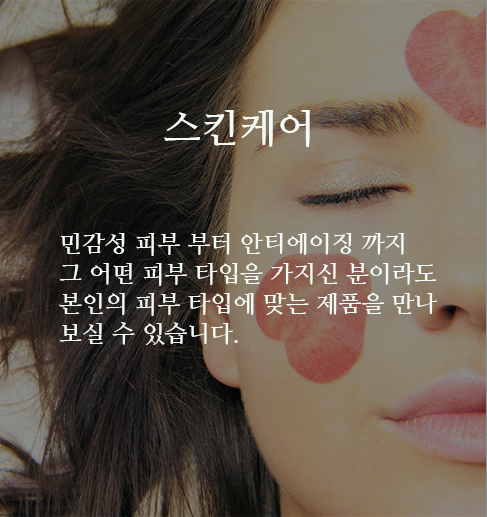 스킨케어
민감성 피부 부터 안티에이징 까지
그 어떤 피부 타입을 가지신 분이라도
본인의 피부 타입에 맞는 제품을 만나
보실 수 있습니다.